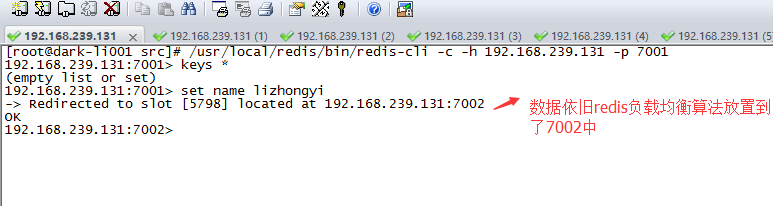 192.168.239.131
192.168.239.131 (1)
192.168.239.131 (2)
192.168.239.131 (3)
192.168.239.131 (4)
192.168.239.131 (5)
[root@dark-li001 src]# /usr/local/redis/bin/redis-cli -c -h 192.168.239.131 -p 7001
192.168.239.131:7001> keys *
(empty list or set)
192.168.239.131:7001> set name lizhongyi
-> Redirected to slot [5798] located at 192.168.239.131:7002
OK
192.168.239.131:7002>
数据依旧redis负载均衡算法放置到
了7002中